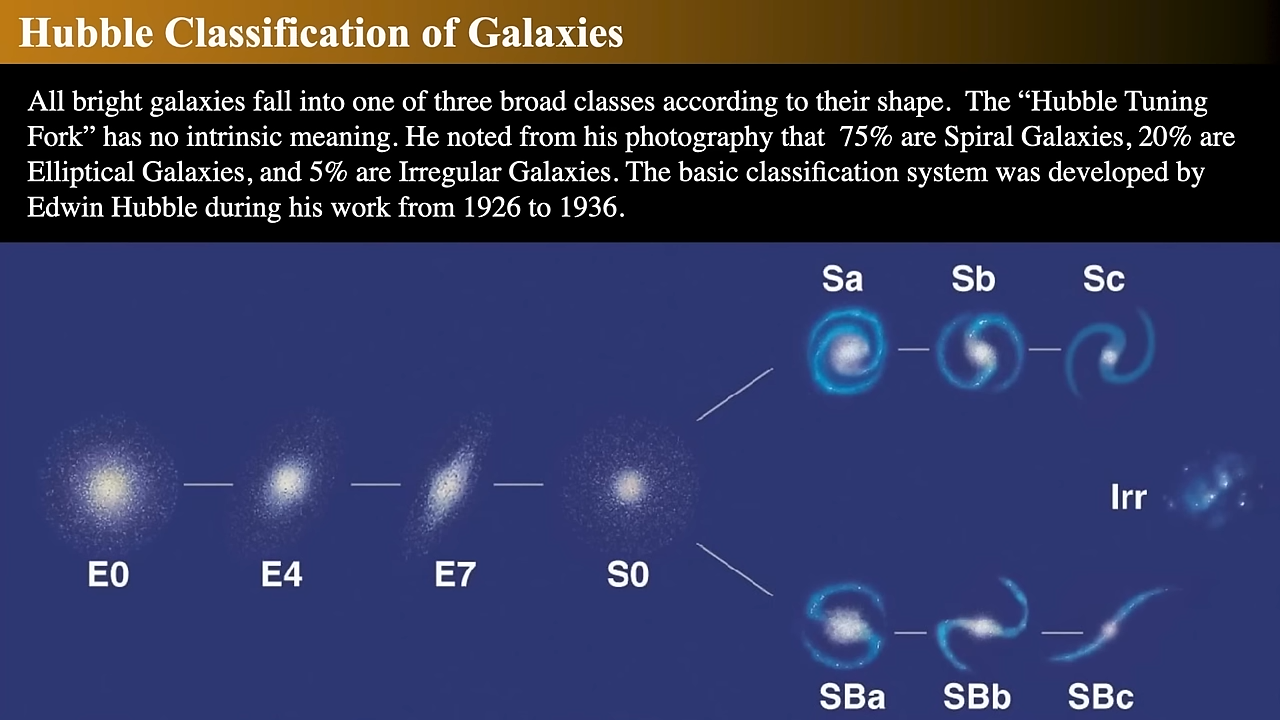 Hubble Classification of Galaxies
All bright galaxies fall into one of three broad classes according to their shape.  The “Hubble Tuning
Fork” has no intrinsic meaning. He noted from his photography that  75% are Spiral Galaxies, 20% are
Elliptical Galaxies, and 5% are Irregular Galaxies. The basic classification system was developed by
Edwin Hubble during his work from 1926 to 1936.
Sa Sb Sc
Irr
E0 E4 E7 S0
SBa SBb SBc